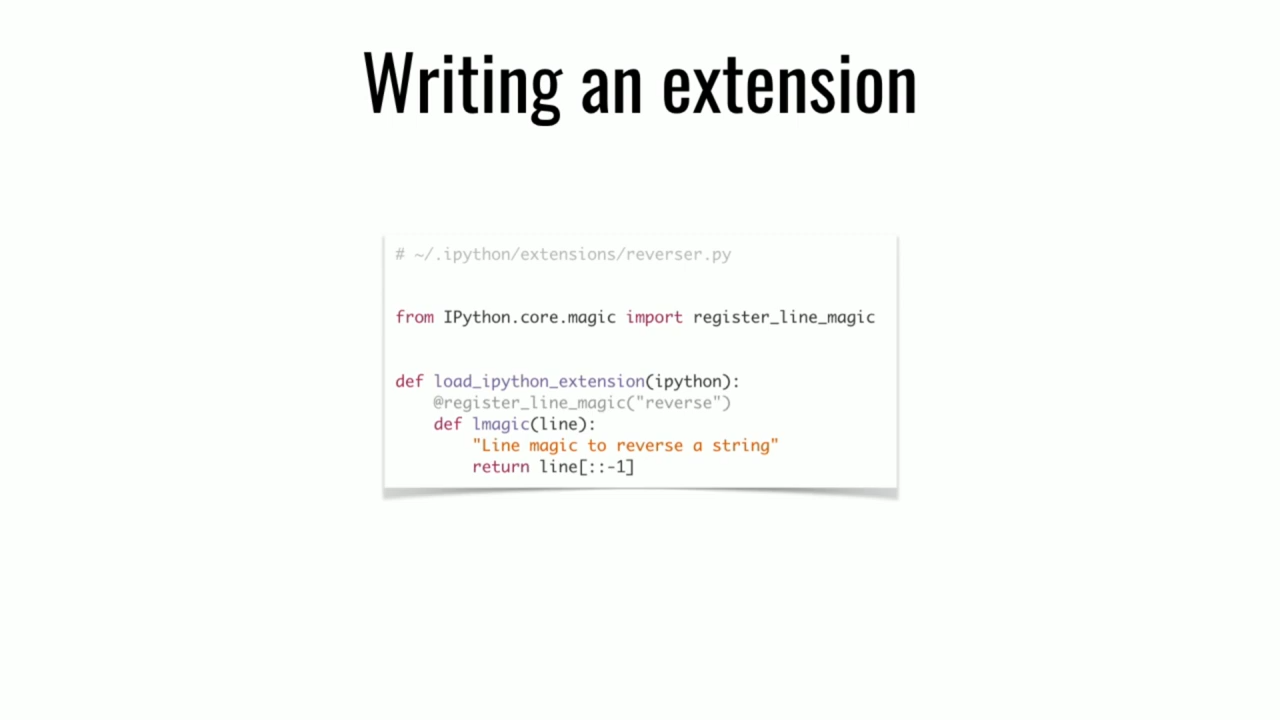 Writing an extension
# ~/.ipython/extensions/reverser.py
from IPython.core.magic import register_line_magic
def load_ipython_extension(ipython):
    @register_line_magic("reverse")
    def lmagic(line):
        "Line magic to reverse a string"
        return line[::-1]